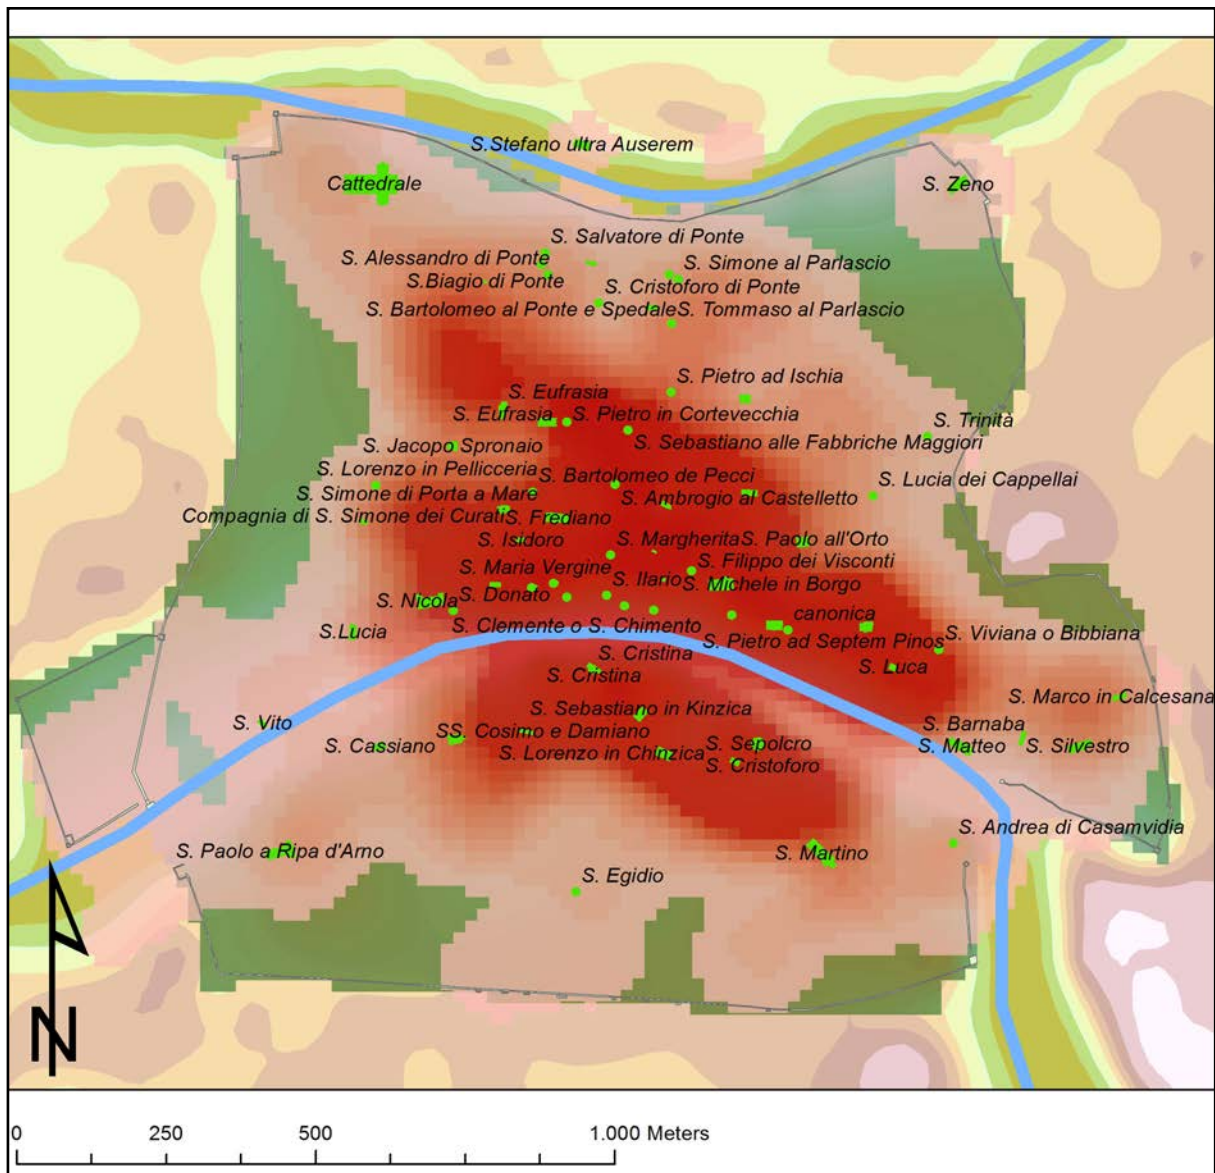 S.Stefano ultra Auserem
Cattedrale
S. Zeno
S. Salvatore di Ponte
S. Alessandro di Ponte
S. Simone al Parlascio
S.Biagio di Ponte
S. Cristoforo di Ponte
S. Bartolomeo al Ponte e Spedale
S. Tommaso al Parlascio
S. Pietro ad Ischia
S. Eufrasia
S. Eufrasia
S. Pietro in Cortevecchia
S. Trinità
S. Jacopo Spronaio
S. Sebastiano alle Fabbriche Maggiori
S. Lorenzo in Pellicceria
S. Bartolomeo de Pecci
S. Lucia dei Cappellai
S. Simone di Porta a Mare
S. Ambrogio al Castelletto
Compagnia di S. Simone dei Curati
S. Frediano
S. Isidoro
S. Margherita
S. Paolo all'Orto
S. Maria Vergine
S. Filippo dei Visconti
S. Ilario
S. Michele in Borgo
S. Nicola
S. Donato
canonica
S.Lucia
S. Clemente o S. Chimento
S. Pietro ad Septem Pinos
S. Viviana o Bibbiana
S. Cristina
S. Cristina
S. Luca
S. Marco in Calcesana
S. Sebastiano in Kinzica
S. Vito
SS. Cosimo e Damiano
S. Barnaba
S. Cassiano
S. Lorenzo in Chinzica
S. Sepolcro
S. Matteo
S. Silvestro
S. Cristoforo
S. Andrea di Casamvidia
S. Paolo a Ripa d'Arno
S. Martino
S. Egidio
N
0 250 500 1.000 Meters